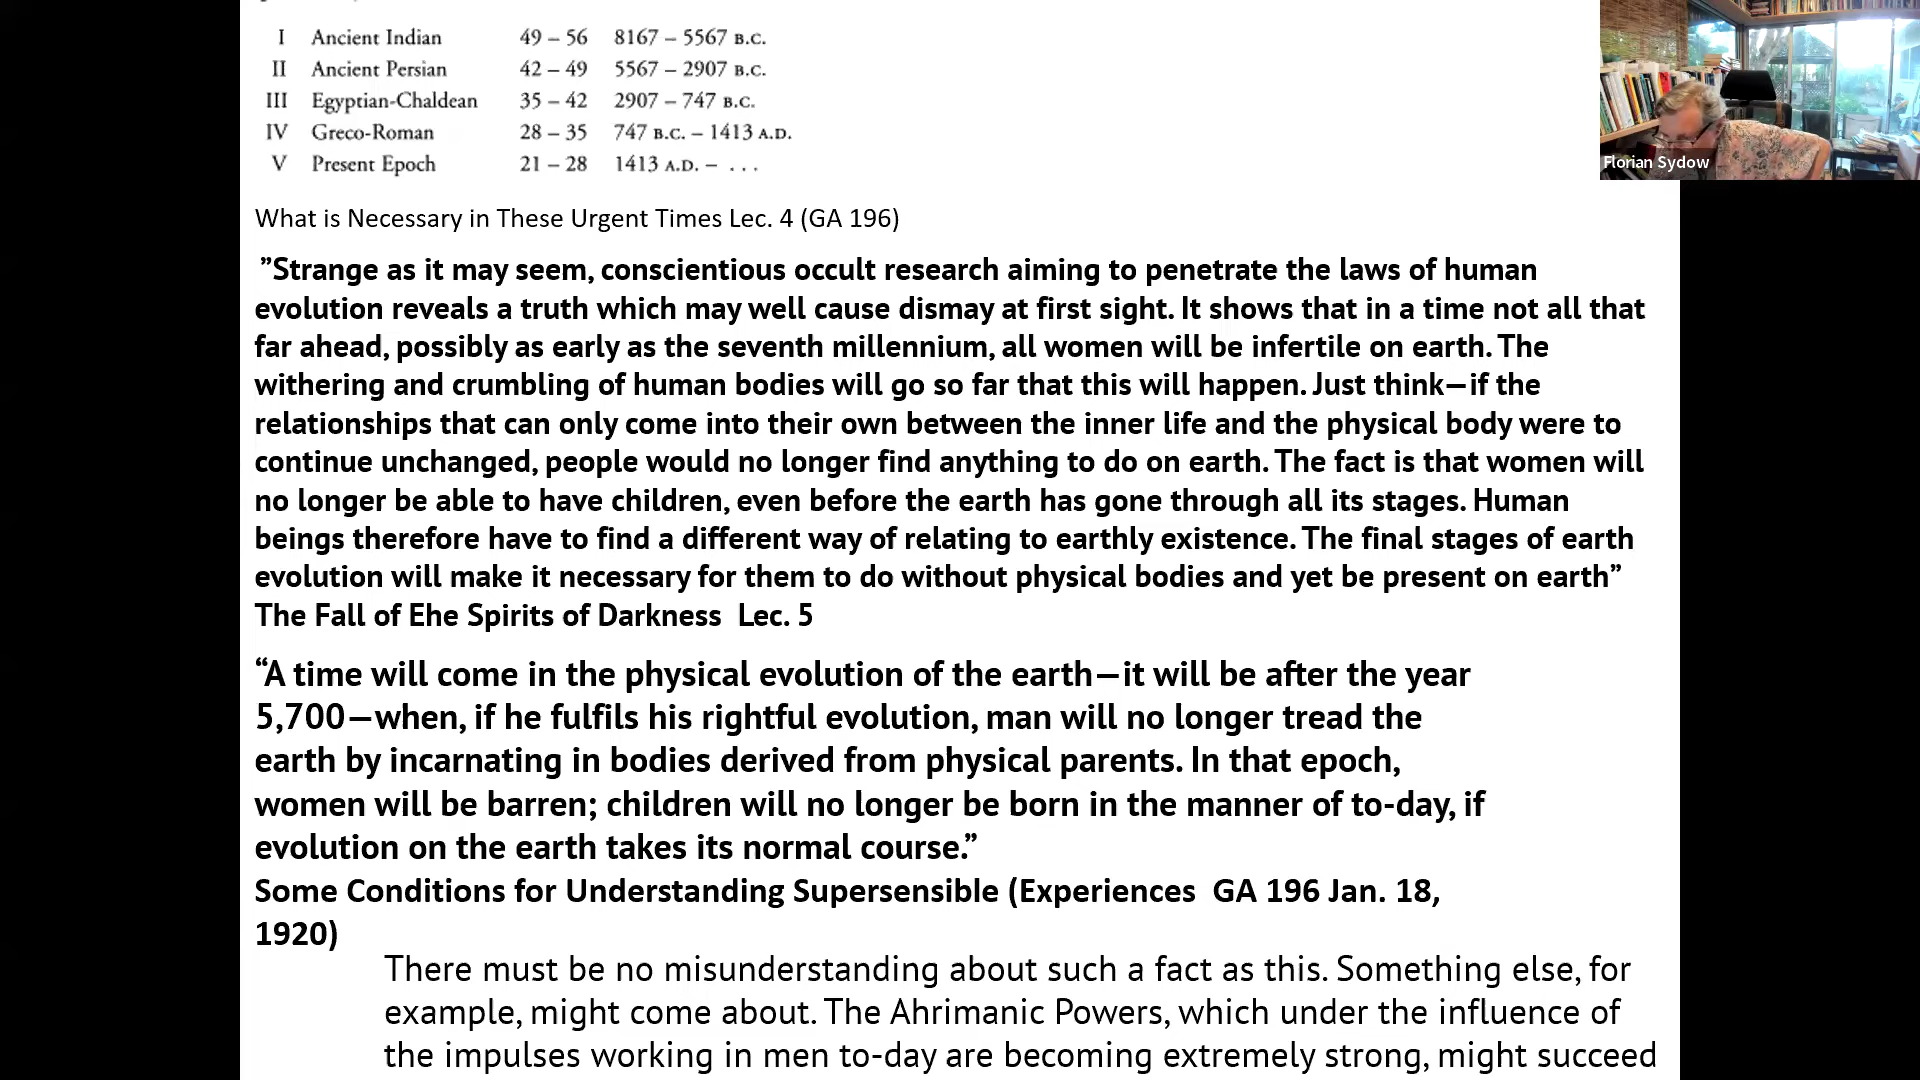 I Ancient Indian 49 – 56 8167 – 5567 B.C.
II Ancient Persian 42 – 49 5567 – 2907 B.C.
III Egyptian-Chaldean 35 – 42 2907 – 747 B.C.
IV Greco-Roman 28 – 35 747 B.C. – 1413 A.D.
V Present Epoch 21 – 28 1413 A.D. – . . .
Florian Sydow
What is Necessary in These Urgent Times Lec. 4 (GA 196)
”Strange as it may seem, conscientious occult research aiming to penetrate the laws of human
evolution reveals a truth which may well cause dismay at first sight. It shows that in a time not all that
far ahead, possibly as early as the seventh millennium, all women will be infertile on earth. The
withering and crumbling of human bodies will go so far that this will happen. Just think—if the
relationships that can only come into their own between the inner life and the physical body were to
continue unchanged, people would no longer find anything to do on earth. The fact is that women will
no longer be able to have children, even before the earth has gone through all its stages. Human
beings therefore have to find a different way of relating to earthly existence. The final stages of earth
evolution will make it necessary for them to do without physical bodies and yet be present on earth”
The Fall of Ehe Spirits of Darkness Lec. 5
“A time will come in the physical evolution of the earth—it will be after the year
5,700—when, if he fulfils his rightful evolution, man will no longer tread the
earth by incarnating in bodies derived from physical parents. In that epoch,
women will be barren; children will no longer be born in the manner of to-day, if
evolution on the earth takes its normal course.”
Some Conditions for Understanding Supersensible (Experiences GA 196 Jan. 18,
1920)
There must be no misunderstanding about such a fact as this. Something else, for
example, might come about. The Ahrimanic Powers, which under the influence of
the impulses working in men to-day are becoming extremely strong, might succeed